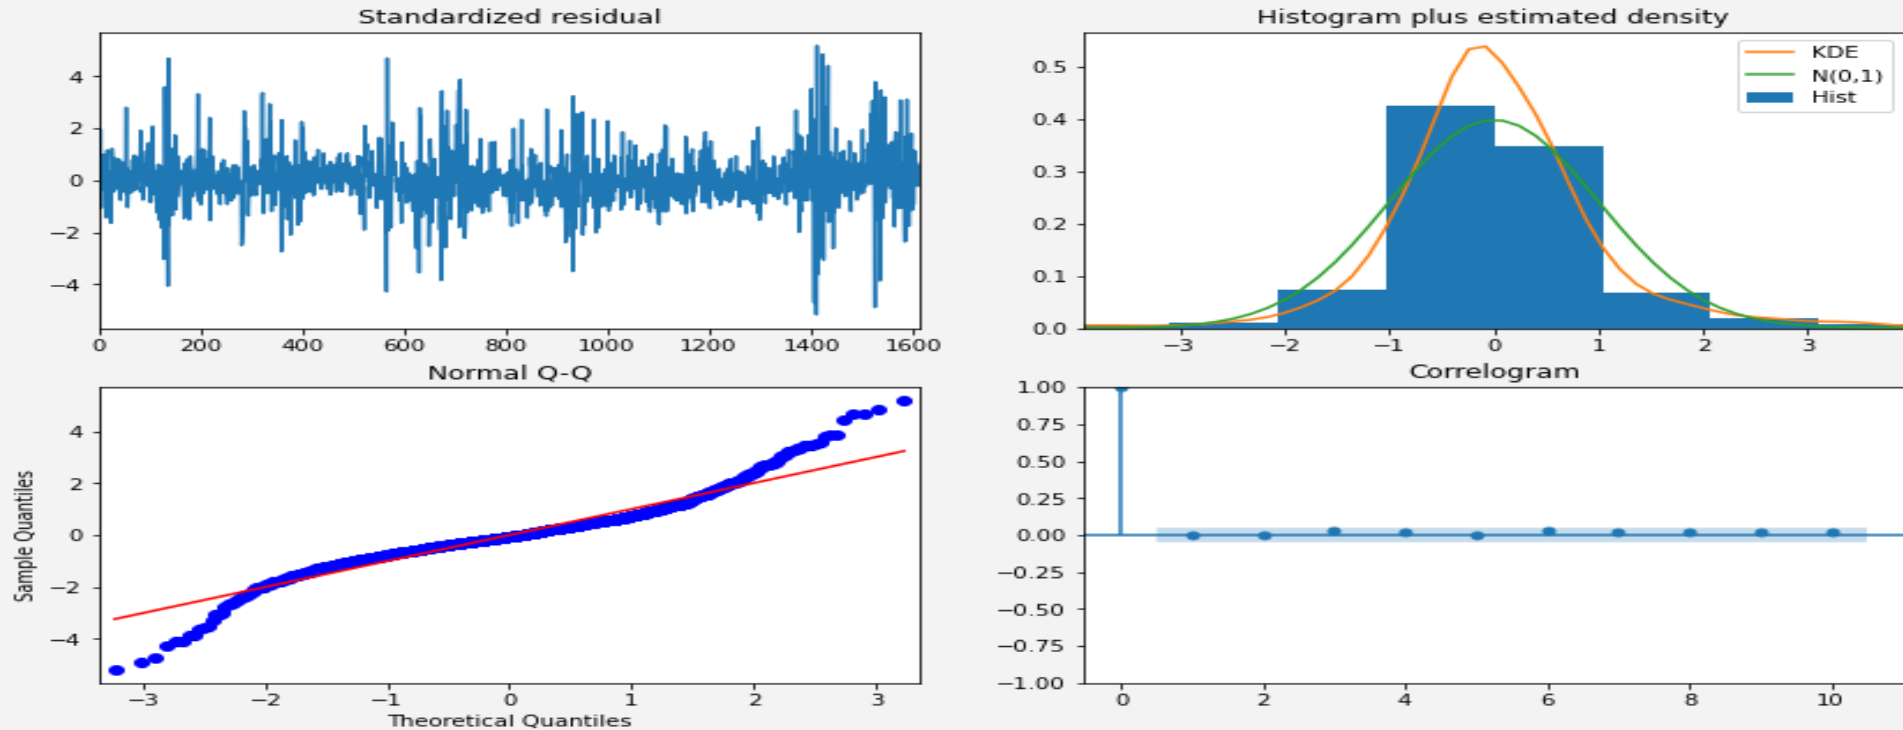 Standardized residual
4
2
0
−2
−4
0 200 400 600 800 1000 1200 1400 1600
Histogram plus estimated density
KDE
N(0,1)
Hist
0.5
0.4
0.3
0.2
0.1
0.0
−3 −2 −1 0 1 2 3
Normal Q-Q
Sample Quantiles
4
2
0
−2
−4
−3 −2 −1 0 1 2 3
Theoretical Quantiles
Correlogram
1.00
0.75
0.50
0.25
0.00
−0.25
−0.50
−0.75
−1.00
0 2 4 6 8 10